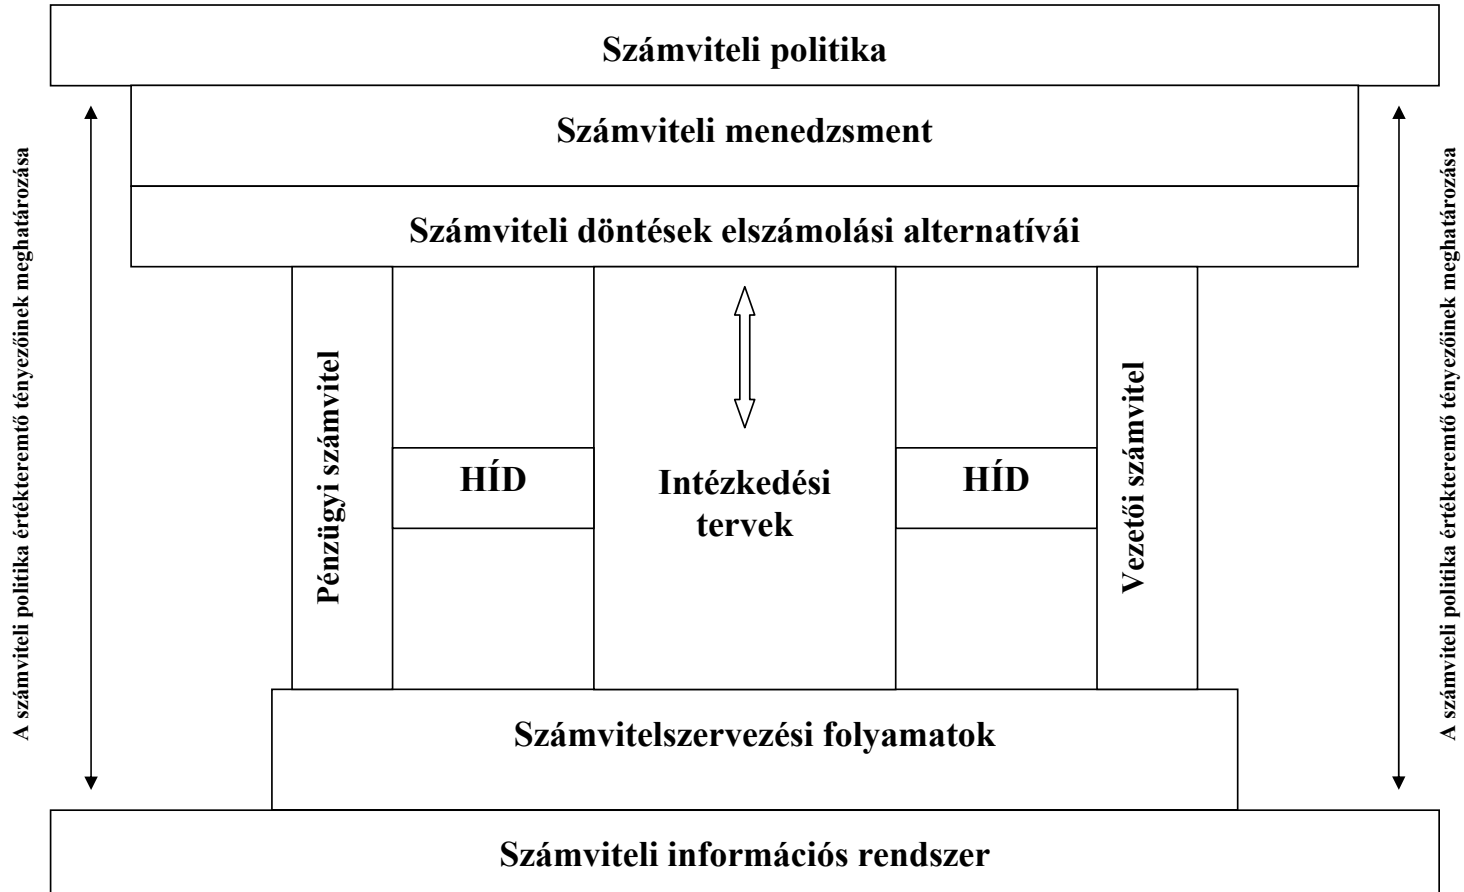 Számviteli politika
Számviteli menedzsment
Számviteli döntések elszámolási alternatívái
A számviteli politika értékteremtő tényezőinek meghatározása
Pénzügyi számvitel
HÍD
Intézkedési
tervek
HÍD
Vezetői számvitel
A számviteli politika értékteremtő tényezőinek meghatározása
Számvitelszervezési folyamatok
Számviteli információs rendszer